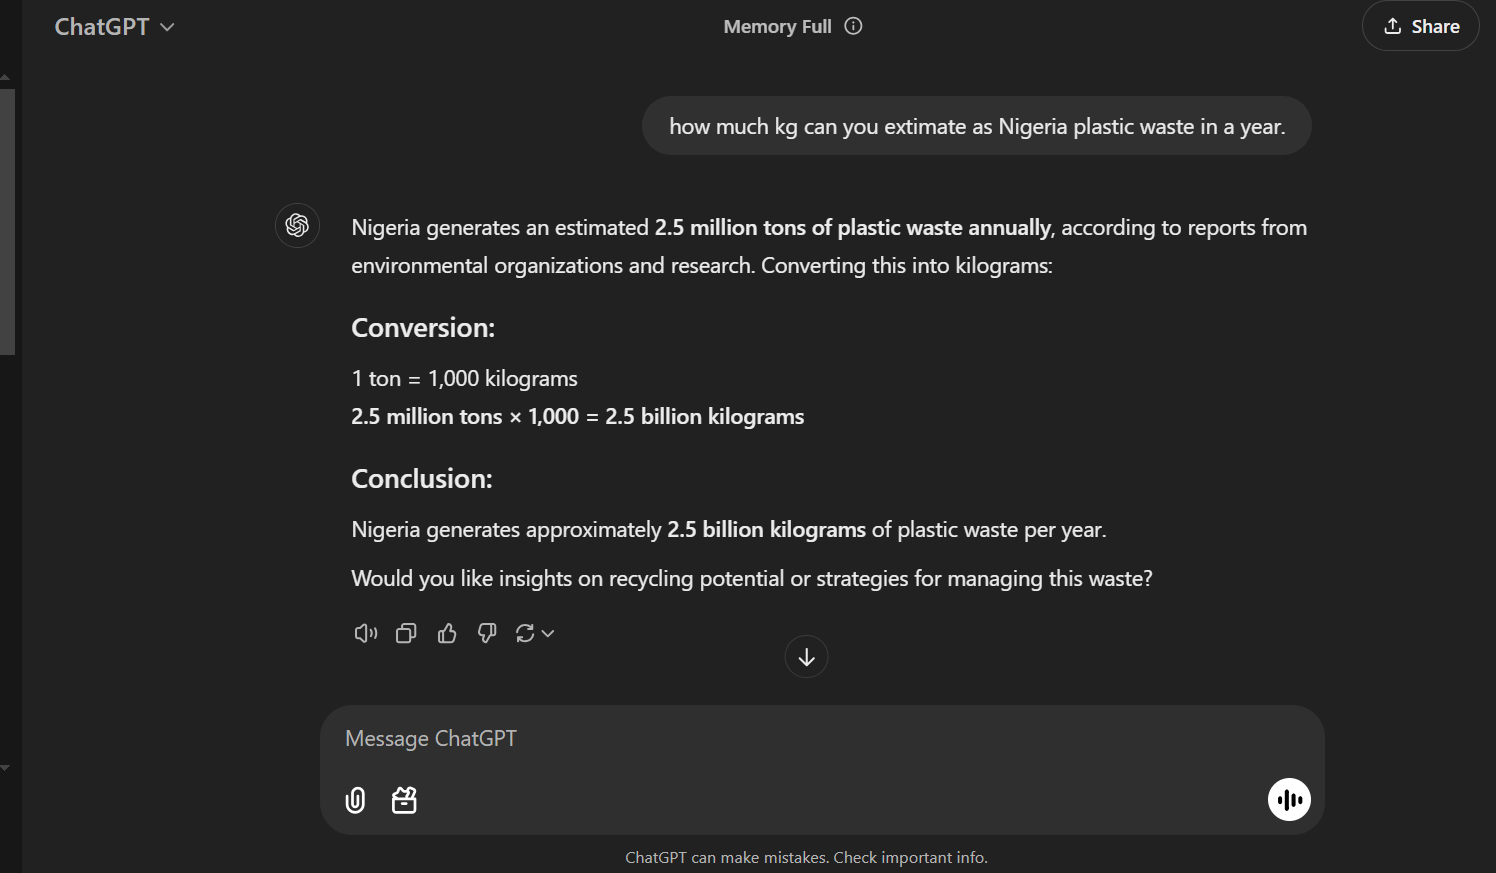 ChatGPT
Memory Full
Share
how much kg can you extimate as Nigeria plastic waste in a year.
Nigeria generates an estimated 2.5 million tons of plastic waste annually, according to reports from
environmental organizations and research. Converting this into kilograms:
Conversion:
1 ton = 1,000 kilograms
2.5 million tons × 1,000 = 2.5 billion kilograms
Conclusion:
Nigeria generates approximately 2.5 billion kilograms of plastic waste per year.
Would you like insights on recycling potential or strategies for managing this waste?
Message ChatGPT
ChatGPT can make mistakes. Check important info.